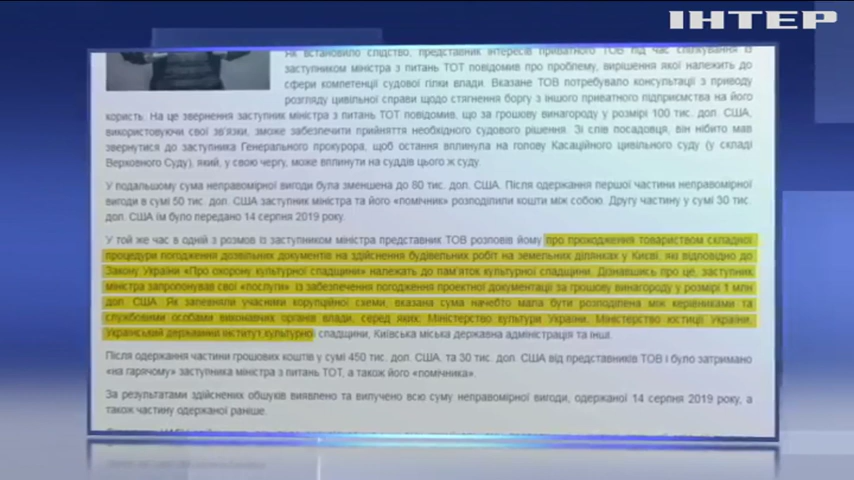 ІНТЕР
Як встановило слідство, представник інтересів приватного ТОВ під час спілкування із
заступником міністра з питань ТОТ повідомив про проблему, вирішення якої належить до
сфери компетенції судової гілки влади. Вказане ТОВ потребувало консультації з приводу
розгляду цивільної справи щодо стягнення боргу з іншого приватного підприємства на його
користь. На це звернення заступник міністра з питань ТОТ повідомив, що за грошову винагороду у розмірі 100 тис. дол. США,
використовуючи свої зв'язки, зможе забезпечити прийняття необхідного судового рішення. Зі слів посадовця, він нібито мав
звернутися до заступника Генерального прокурора, щоб остання вплинула на голову Касаційного цивільного суду (у складі
Верховного Суду), який, у свою чергу, може вплинути на суддів цього ж суду.
У подальшому сума неправомірної вигоди була зменшена до 80 тис. дол. США. Після одержання першої частини неправомірної
вигоди в сумі 50 тис. дол. США заступник міністра та його «помічник» розподілили кошти між собою. Другу частину у сумі 30 тис.
дол. США їм було передано 14 серпня 2019 року.
У той же час в одній з розмов із заступником міністра представник ТОВ розповів йому про проходження товариством складної
процедури погодження дозвільних документів на здійснення будівельних робіт на земельних ділянках у Києві, які відповідно до
Закону України «Про охорону культурної спадщини» належать до пам'яток культурної спадщини. Дізнавшись про це, заступник
міністра запропонував свої «послуги» із забезпечення погодження проектної документації за грошову винагороду у розмірі 1 млн
дол. США. Як запевняли учасники корупційної схеми, вказана сума начебто мала бути розподілена між керівниками та
службовими особами виконавчих органів влади, серед яких: Міністерство культури України, Міністерство юстиції України,
Український державний інститут культурної спадщини, Київська міська державна адміністрація та інші.
Після одержання частини грошових коштів у сумі 450 тис. дол. США. та 30 тис. дол. США від представників ТОВ і було затримано
«на гарячому» заступника міністра з питань ТОТ, а також його «помічника».
За результатами здійснених обшуків виявлено та вилучено всю суму неправомірної вигоди, одержаної 14 серпня 2019 року, а
також частину одержаної раніше.